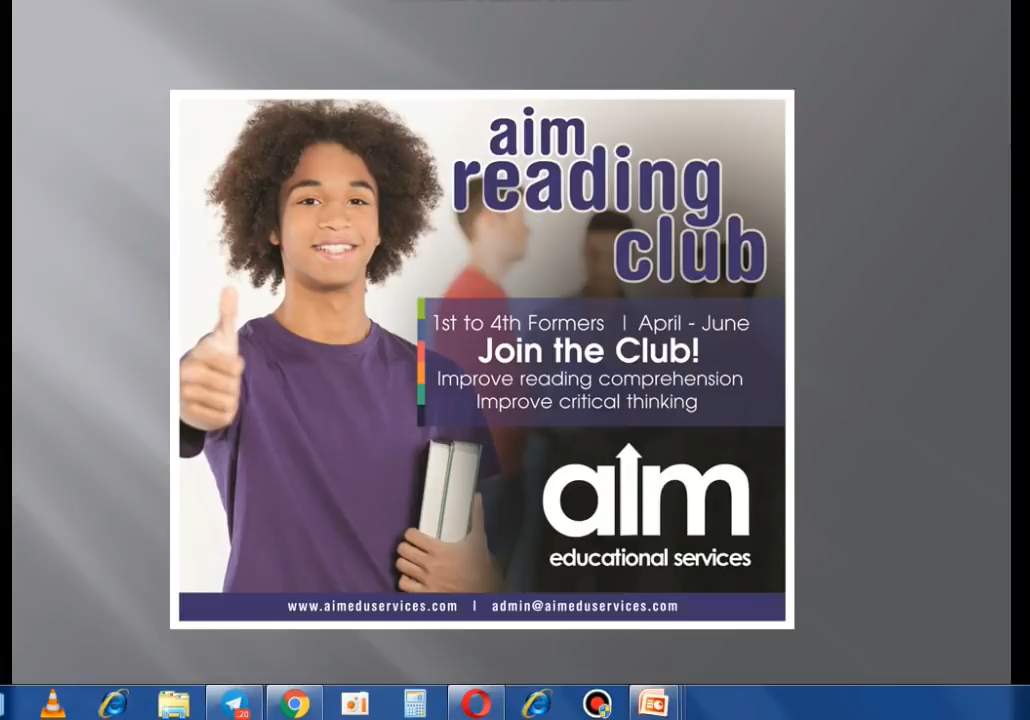 aim
reading
club
1st to 4th Formers | April - June
Join the Club!
Improve reading comprehension
Improve critical thinking
aim
educational services
www.aimeduservices.com | admin@aimeduservices.com
20